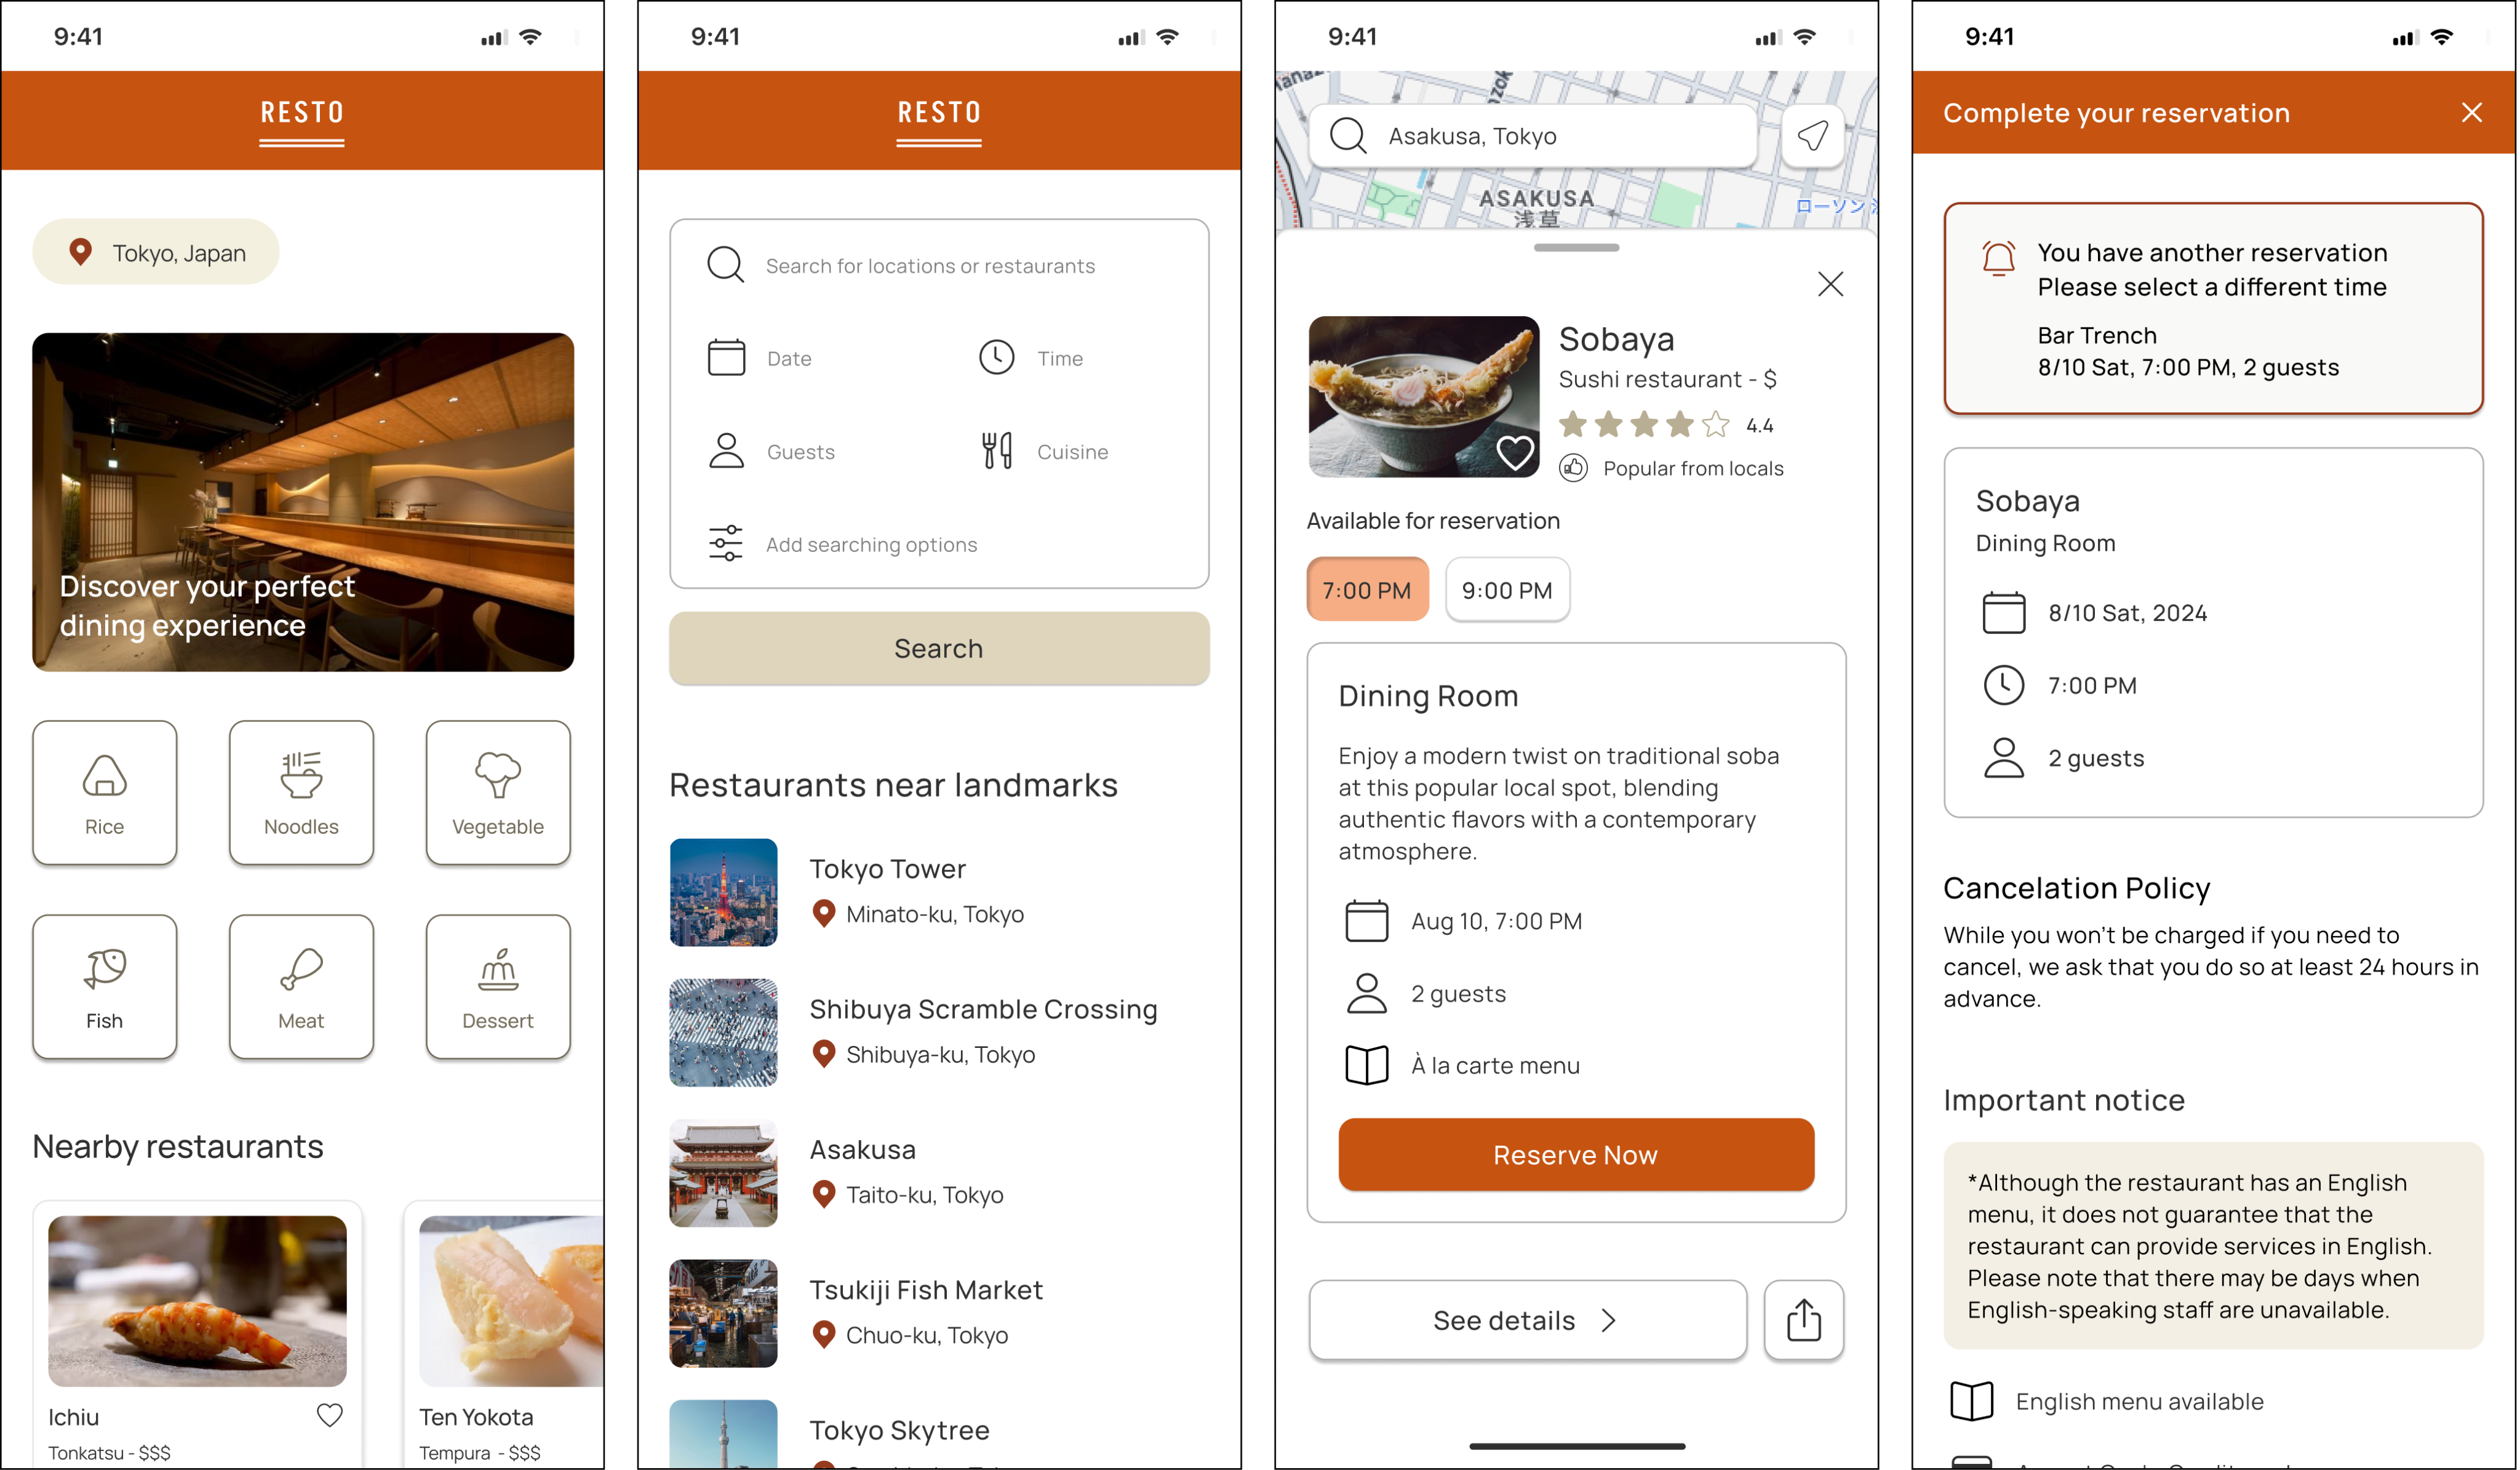 9:41
RESTO
Tokyo, Japan
Discover your perfect
dining experience
Rice
Noodles
Vegetable
Fish
Meat
Dessert
Nearby restaurants
Ichiu
Tonkatsu - $$$
Ten Yokota
Tempura - $$$
9:41
RESTO
Search for locations or restaurants
Date
Time
Guests
Cuisine
Add searching options
Search
Restaurants near landmarks
Tokyo Tower
Minato-ku, Tokyo
Shibuya Scramble Crossing
Shibuya-ku, Tokyo
Asakusa
Taito-ku, Tokyo
Tsukiji Fish Market
Chuo-ku, Tokyo
Tokyo Skytree
9:41
Asakusa, Tokyo
ASAKUSA
浅草
ローソン
Sobaya
Sushi restaurant - $
4.4
Popular from locals
Available for reservation
7:00 PM
9:00 PM
Dining Room
Enjoy a modern twist on traditional soba
at this popular local spot, blending
authentic flavors with a contemporary
atmosphere.
Aug 10, 7:00 PM
2 guests
À la carte menu
Reserve Now
See details
9:41
Complete your reservation
You have another reservation
Please select a different time
Bar Trench
8/10 Sat, 7:00 PM, 2 guests
Sobaya
Dining Room
8/10 Sat, 2024
7:00 PM
2 guests
Cancelation Policy
While you won't be charged if you need to
cancel, we ask that you do so at least 24 hours in
advance.
Important notice
*Although the restaurant has an English
menu, it does not guarantee that the
restaurant can provide services in English.
Please note that there may be days when
English-speaking staff are unavailable.
English menu available